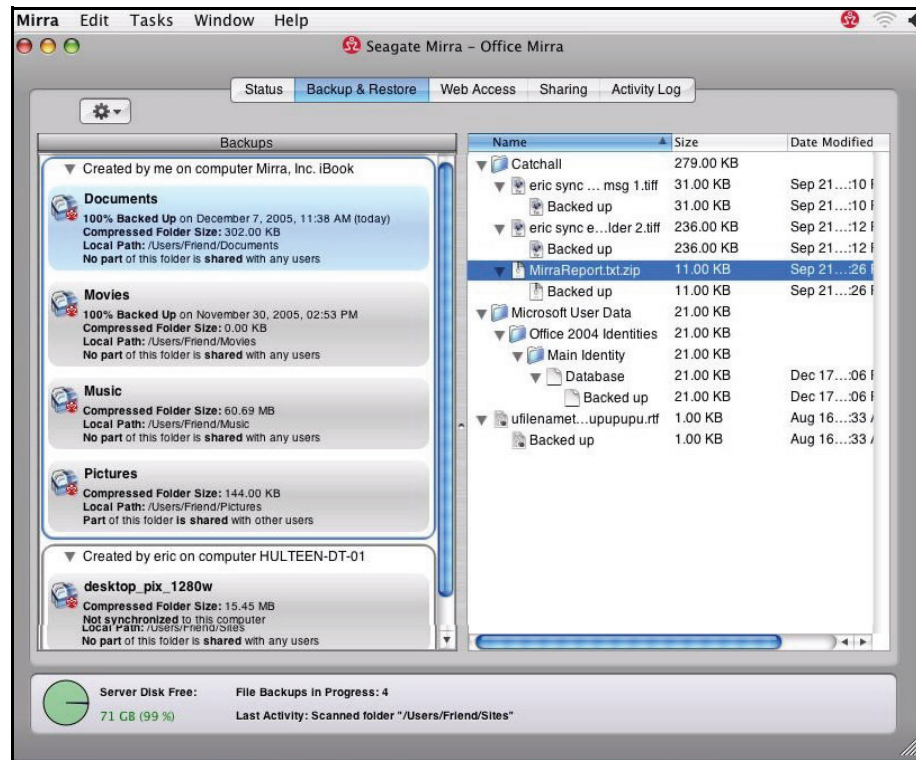 Mirra Edit Tasks Window Help
Seagate Mirra – Office Mirra
Status Backup & Restore Web Access Sharing Activity Log
Backups
Created by me on computer Mirra, Inc. iBook
Documents
100% Backed Up on December 7, 2005, 11:38 AM (today)
Compressed Folder Size: 302.00 KB
Local Path: /Users/Friend/Documents
No part of this folder is shared with any users
Movies
100% Backed Up on November 30, 2005, 02:53 PM
Compressed Folder Size: 0.00 KB
Local Path: /Users/Friend/Movies
No part of this folder is shared with any users
Music
Compressed Folder Size: 60.69 MB
Local Path: /Users/Friend/Music
No part of this folder is shared with any users
Pictures
Compressed Folder Size: 144.00 KB
Local Path: /Users/Friend/Pictures
Part of this folder is shared with other users
Created by eric on computer HULTEEN-DT-01
desktop_pix_1280w
Compressed Folder Size: 15.45 MB
Not synchronized to this computer
Local Path: /Users/Friend/Sites
No part of this folder is shared with any users
Name Size Date Modified
Catchall 279.00 KB
eric sync ... msg 1.tiff 31.00 KB Sep 21...:10
Backed up 31.00 KB Sep 21...:10
eric sync e...lder 2.tiff 236.00 KB Sep 21...:12
Backed up 236.00 KB Sep 21...:12
MirraReport.txt.zip 11.00 KB Sep 21...:26
Backed up 11.00 KB Sep 21...:26
Microsoft User Data 21.00 KB
Office 2004 Identities 21.00 KB
Main Identity 21.00 KB
Database 21.00 KB Dec 17...:06
Backed up 21.00 KB Dec 17...:06
ufilenamet...upupupu.rtf 1.00 KB Aug 16...:33
Backed up 1.00 KB Aug 16...:33
Server Disk Free: File Backups in Progress: 4
71 GB (99 %) Last Activity: Scanned folder "/Users/Friend/Sites"